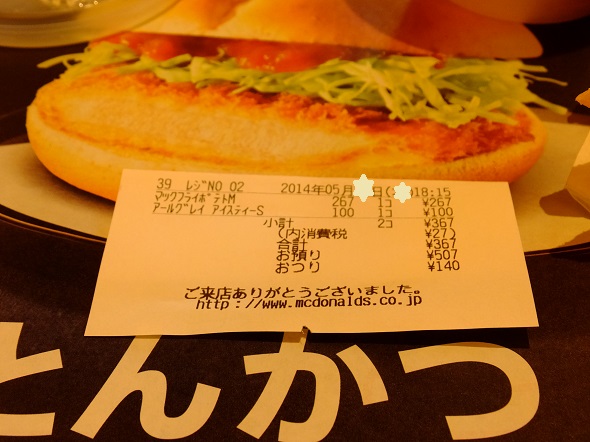 39 レジNO 02 2014年05月 日( )18:15
マックフライポテトM 267 1コ ¥267
アールグレイ アイスティーS 100 1コ ¥100
小計 2コ ¥367
(内消費税 ¥27)
合計 ¥367
お預り ¥507
おつり ¥140
ご来店ありがとうございました。
http://www.mcdonalds.co.jp
とんかつ